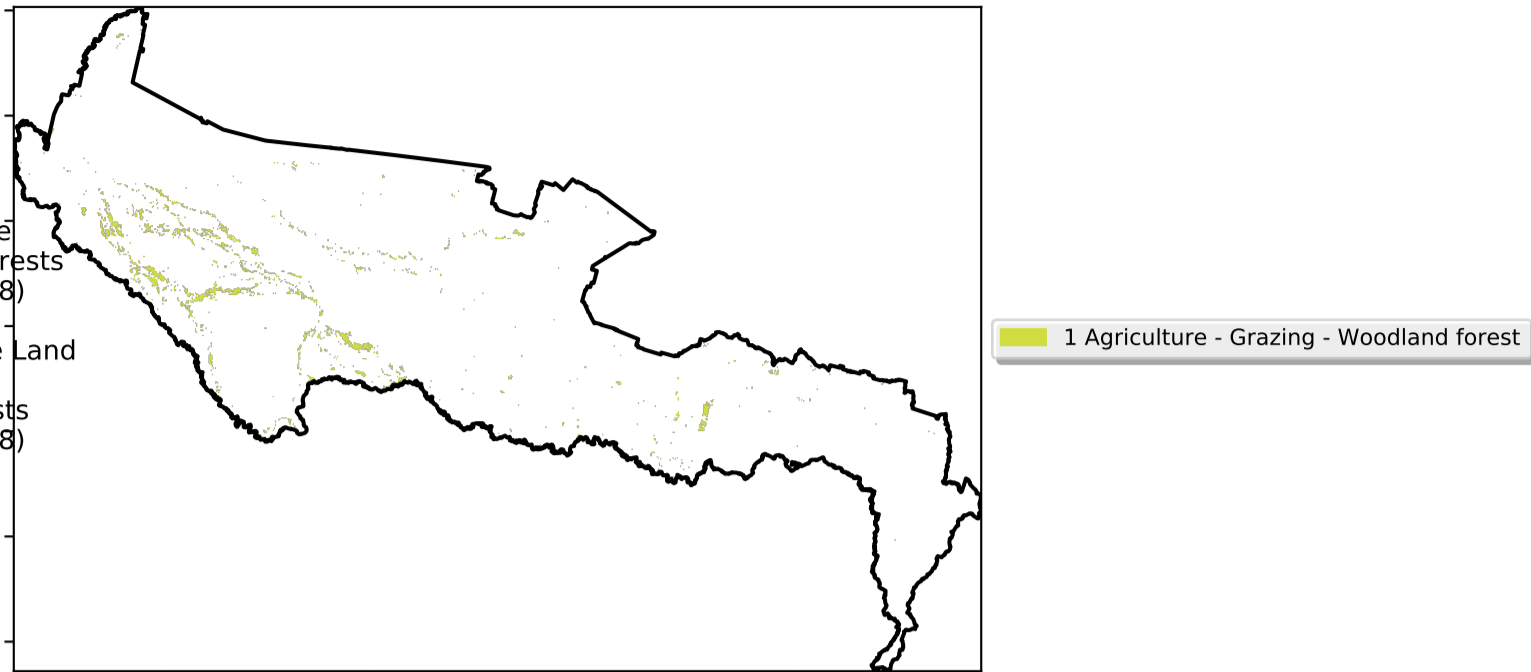 e
rests
8)
e Land
sts
8)
1 Agriculture - Grazing - Woodland forest